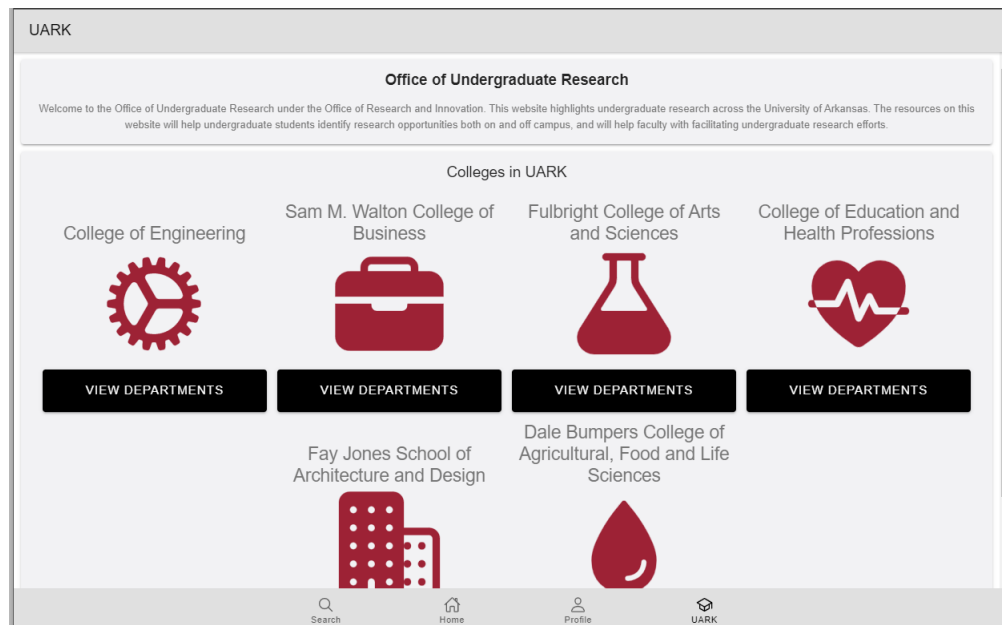 UARK
Office of Undergraduate Research
Welcome to the Office of Undergraduate Research under the Office of Research and Innovation. This website highlights undergraduate research across the University of Arkansas. The resources on this
website will help undergraduate students identify research opportunities both on and off campus, and will help faculty with facilitating undergraduate research efforts.
Colleges in UARK
College of Engineering
Sam M. Walton College of
Business
Fulbright College of Arts
and Sciences
College of Education and
Health Professions
VIEW DEPARTMENTS
VIEW DEPARTMENTS
VIEW DEPARTMENTS
VIEW DEPARTMENTS
Fay Jones School of
Architecture and Design
Dale Bumpers College of
Agricultural, Food and Life
Sciences
Search
Home
Profile
UARK